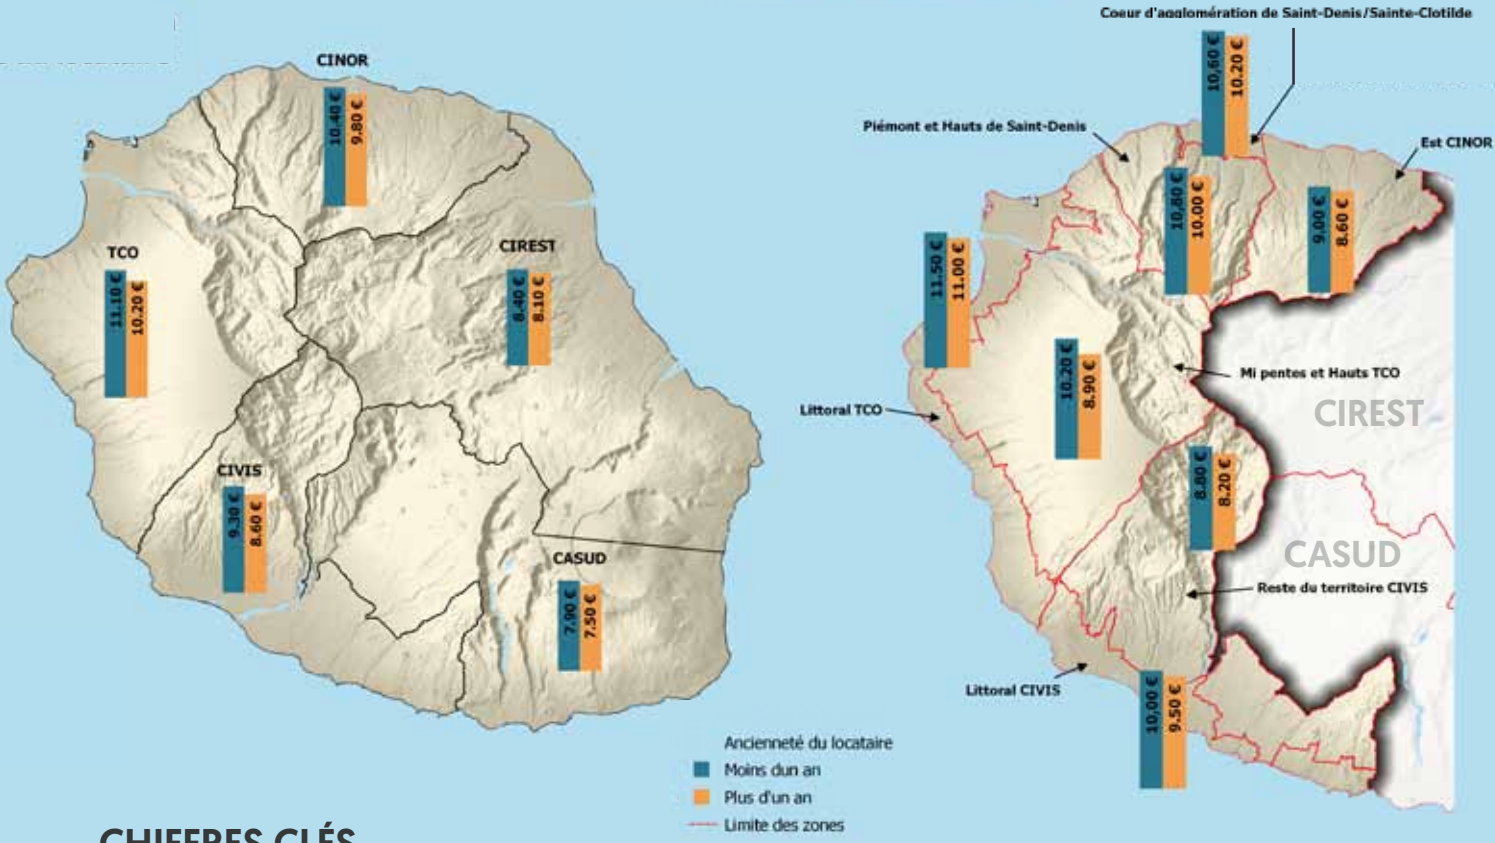 CINOR
10.40 €
9.80 €
TCO
11.10 €
10.20 €
CIREST
8.40 €
8.10 €
CIVIS
9.30 €
8.60 €
CASUD
7.90 €
7.50 €
Coeur d'agglomération de Saint-Denis/Sainte-Clotilde
10,60 €
10.20 €
Piémont et Hauts de Saint-Denis
Est CINOR
10,80 €
10.00 €
9,00 €
8.60 €
11.50 €
11.00 €
10.20 €
8.90 €
Mi pentes et Hauts TCO
Littoral TCO
CIREST
8.80 €
8.20 €
CASUD
Reste du territoire CIVIS
Littoral CIVIS
10,00 €
9.50 €
Ancienneté du locataire
Moins dun an
Plus d'un an
Limite des zones
CHIFFRES CLÉS